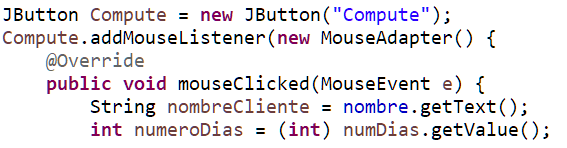 JButton Compute = new JButton("Compute");
Compute.addMouseListener(new MouseAdapter() {
@Override
public void mouseClicked(MouseEvent e) {
String nombreCliente = nombre.getText();
int numeroDias = (int) numDias.getValue();